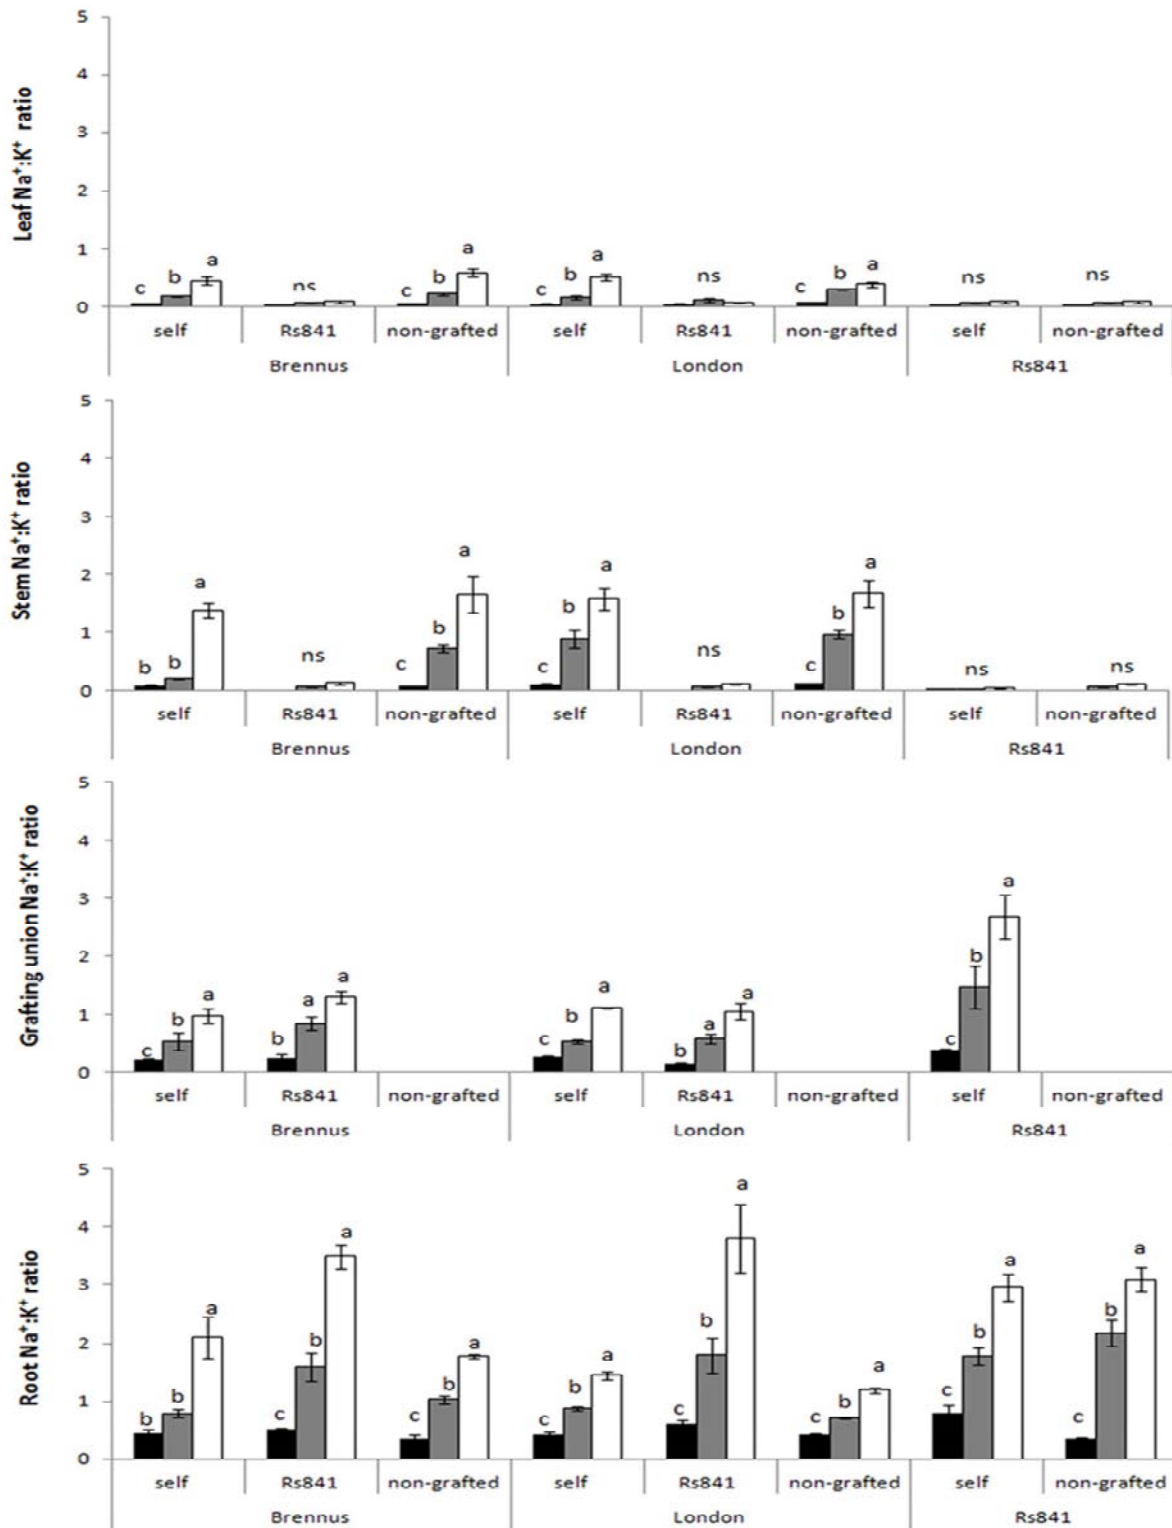 Leaf Na⁺:K⁺ ratio
5
4
3
2
1
0
c b a
ns
c b a
c b a
ns
c b a
ns
ns
self Rs841 non-grafted self Rs841 non-grafted self non-grafted
Brennus London Rs841
Stem Na⁺:K⁺ ratio
5
4
3
2
1
0
b b a
ns
c b a
c b a
ns
c b a
ns
ns
self Rs841 non-grafted self Rs841 non-grafted self non-grafted
Brennus London Rs841
Grafting union Na⁺:K⁺ ratio
5
4
3
2
1
0
c b a
b a a
c b a
b a a
c b a
self Rs841 non-grafted self Rs841 non-grafted self non-grafted
Brennus London Rs841
Root Na⁺:K⁺ ratio
5
4
3
2
1
0
b b a
c b a
c b a
c b a
c b a
c b a
c b a
c b a
self Rs841 non-grafted self Rs841 non-grafted self non-grafted
Brennus London Rs841